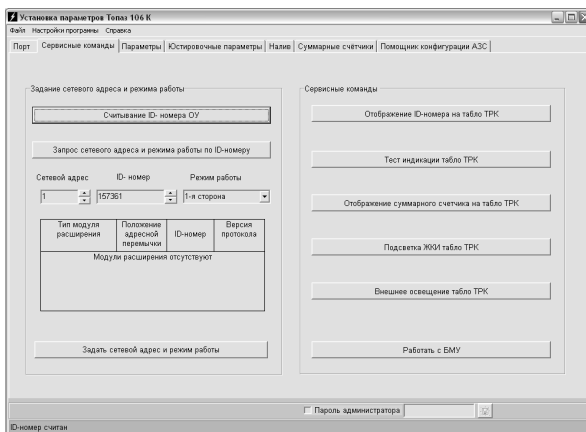 Установка параметров Топаз 106 К
Файл Настройки программы Справка
Порт Сервисные команды Параметры Юстировочные параметры Налив Суммарные счётчики Помощник конфигурации АЗС
Задание сетевого адреса и режима работы
Считывание ID- номера ОУ
Запрос сетевого адреса и режима работы по ID-номеру
Сетевой адрес ID- номер Режим работы
1 157361 1-я сторона
Тип модуля расширения Положение адресной перемычки ID-номер Версия протокола
Модули расширения отсутствуют
Задать сетевой адрес и режим работы
Сервисные команды
Отображение ID-номера на табло ТРК
Тест индикации табло ТРК
Отображение суммарного счетчика на табло ТРК
Подсветка ЖКИ табло ТРК
Внешнее освещение табло ТРК
Работать с БМУ
Пароль администратора
ID-номер считан